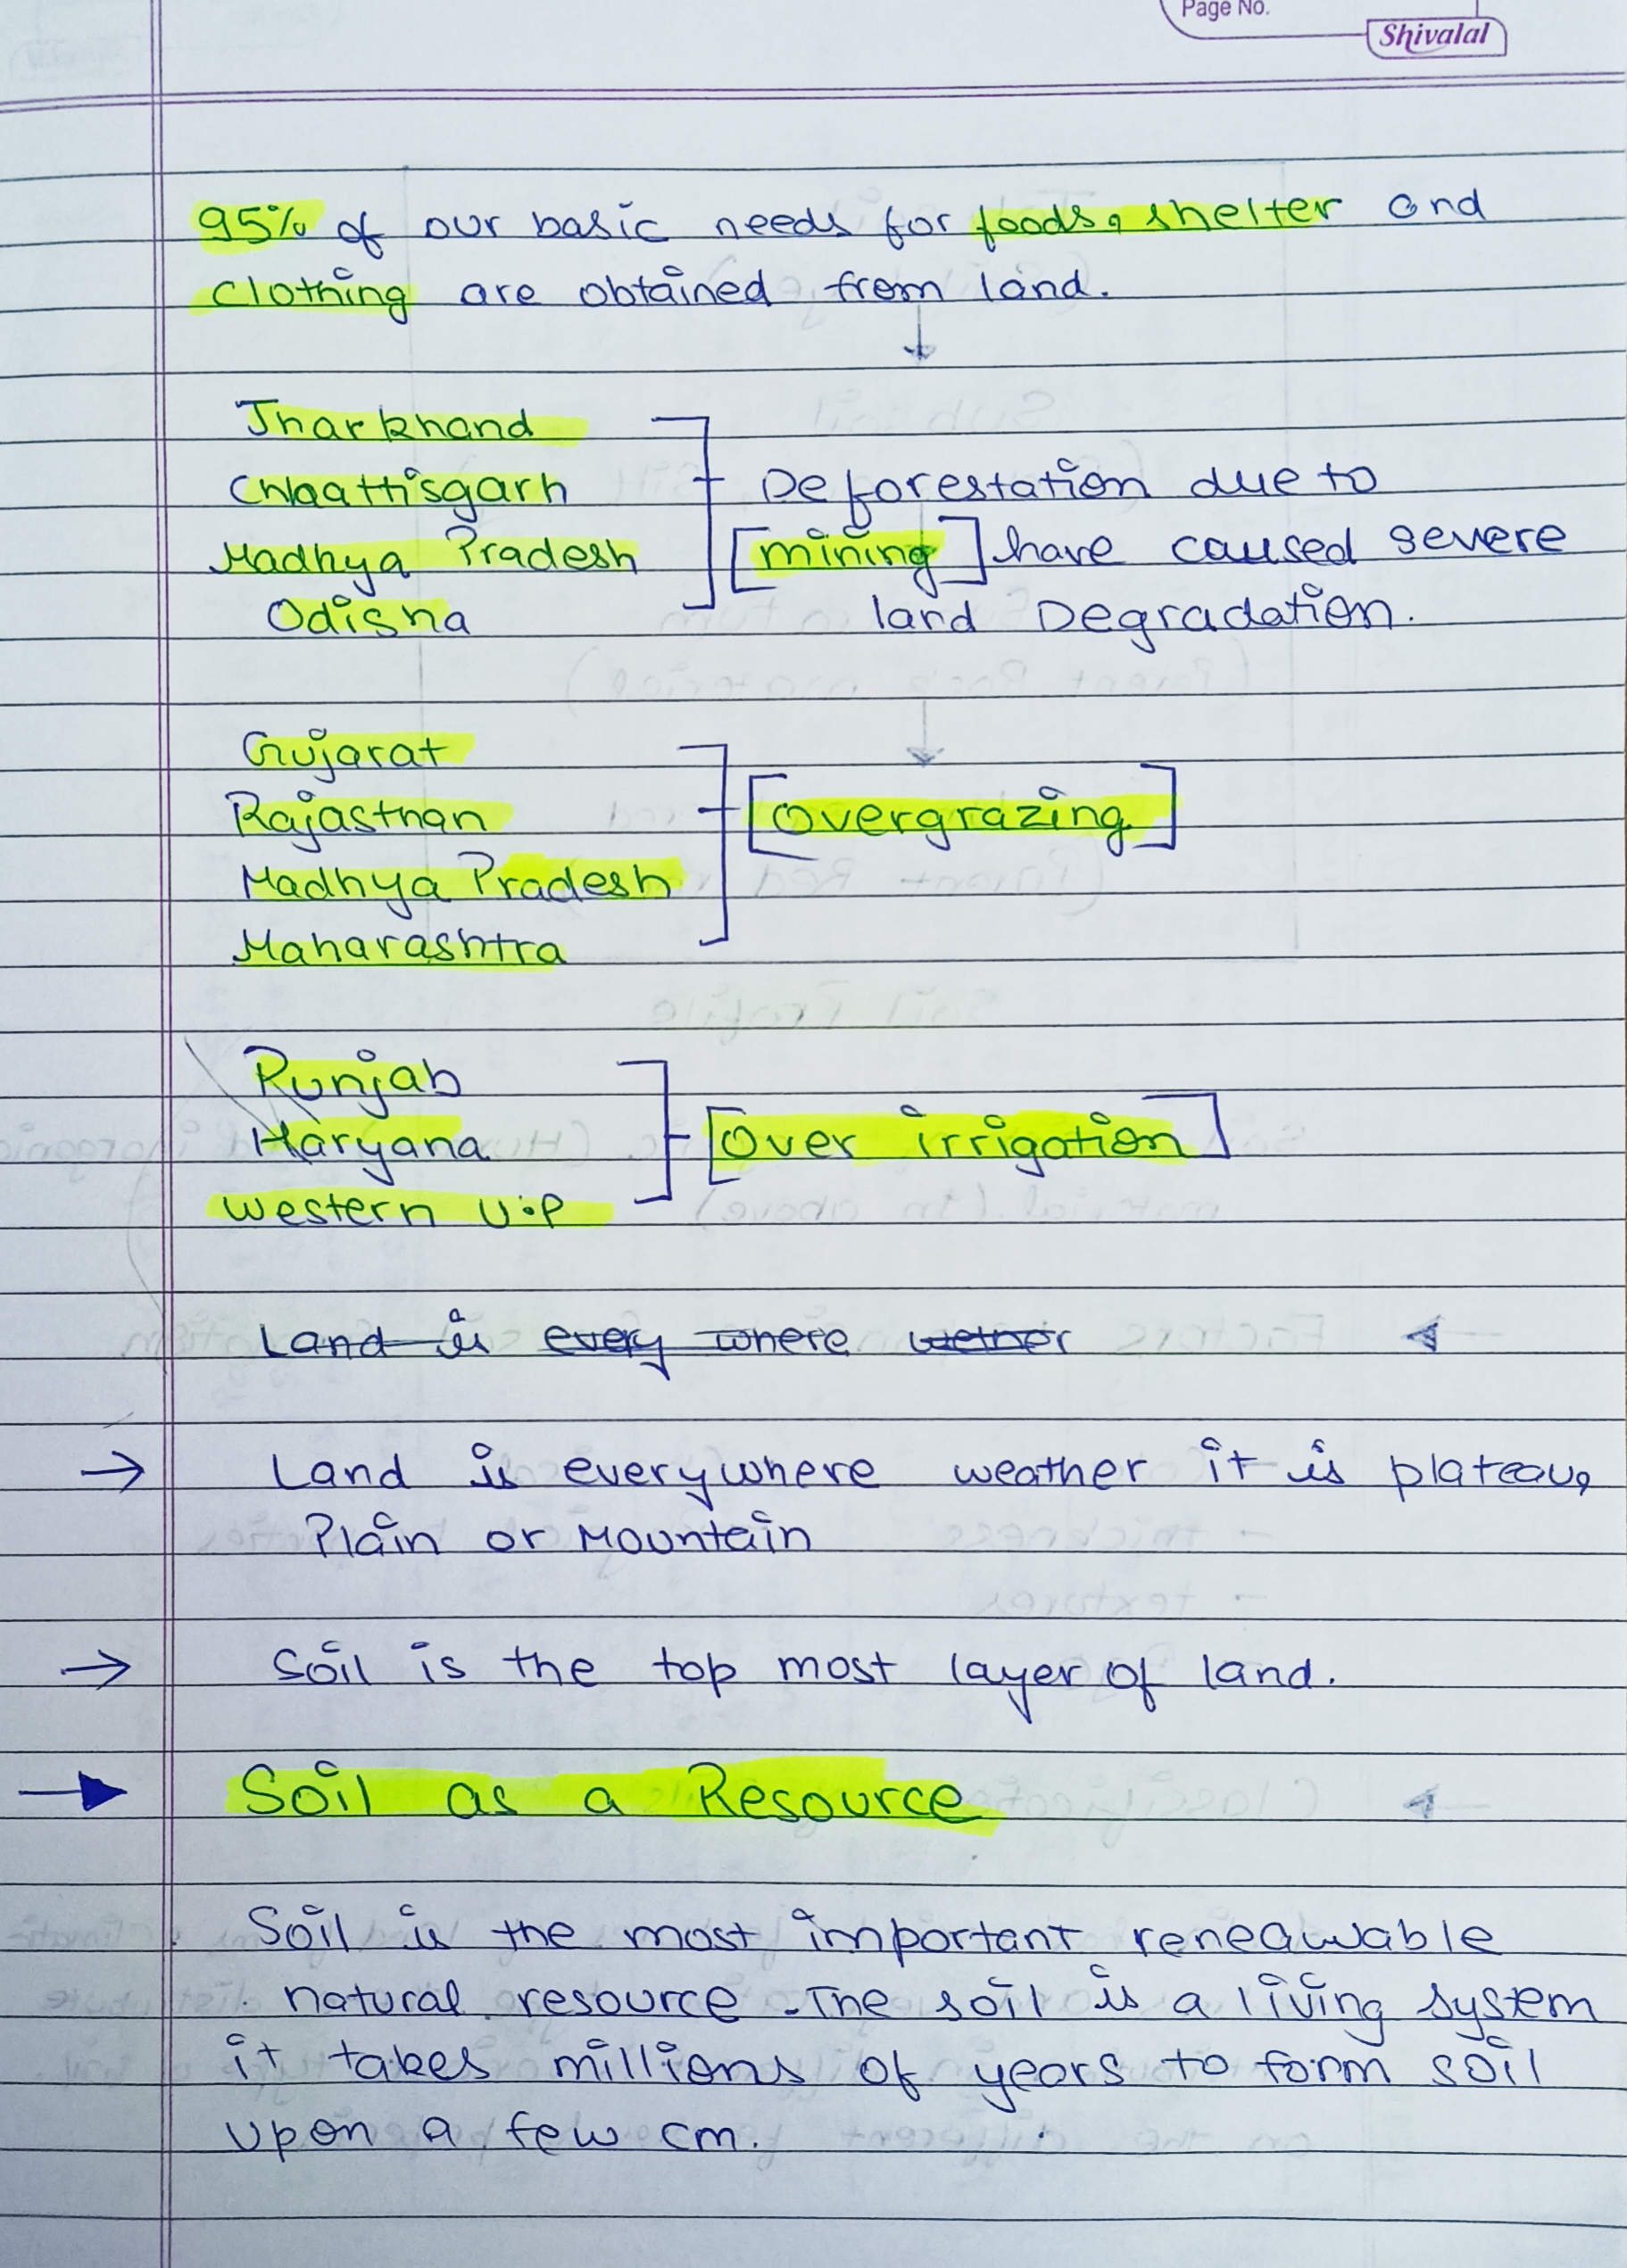 Page No.
Shivalal
95% of our basic needs for foods, shelter and
clothing are obtained from land.
Jharkhand
Chhattisgarh
Deforestation due to
Madhya Pradesh
[mining] have caused severe
Odisha
land Degradation.
Gujarat
Rajasthan
[Overgrazing]
Madhya Pradesh
Maharashtra
Punjab
Haryana
[Over irrigation]
Western U.P
Land is every where wether
→ Land is everywhere weather it is plateau,
Plain or Mountain
→ Soil is the top most layer of land.
→ Soil as a Resource
Soil is the most important reneawable
natural resource. The soil is a living system
it takes millions of years to form soil
upon a few cm.